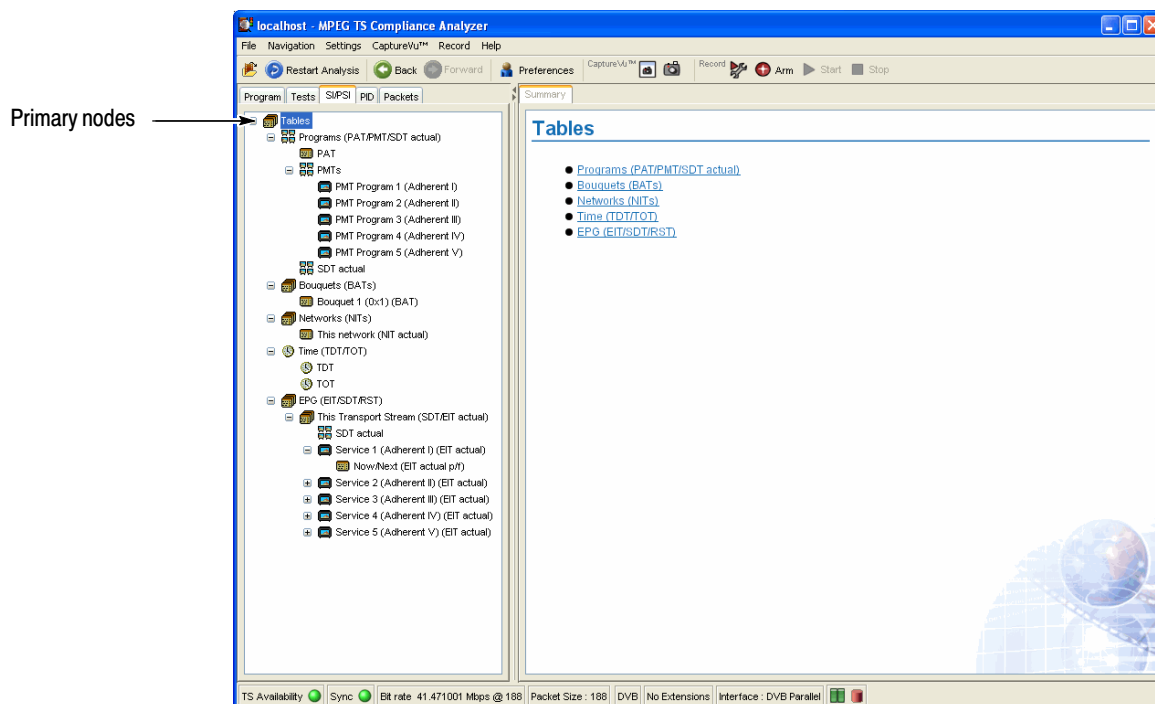 localhost - MPEG TS Compliance Analyzer
File Navigation Settings CaptureVu™ Record Help
Restart Analysis Back Forward Preferences CaptureVu™ Record Arm Start Stop
Program Tests SI/PSI PID Packets Summary
Primary nodes
Tables
Programs (PAT/PMT/SDT actual)
PAT
PMTs
PMT Program 1 (Adherent I)
PMT Program 2 (Adherent II)
PMT Program 3 (Adherent III)
PMT Program 4 (Adherent IV)
PMT Program 5 (Adherent V)
SDT actual
Bouquets (BATs)
Bouquet 1 (0x1) (BAT)
Networks (NITs)
This network (NIT actual)
Time (TDT/TOT)
TDT
TOT
EPG (EIT/SDT/RST)
This Transport Stream (SDT/EIT actual)
SDT actual
Service 1 (Adherent I) (EIT actual)
Now/Next (EIT actual p/f)
Service 2 (Adherent II) (EIT actual)
Service 3 (Adherent III) (EIT actual)
Service 4 (Adherent IV) (EIT actual)
Service 5 (Adherent V) (EIT actual)
Tables
Programs (PAT/PMT/SDT actual)
Bouquets (BATs)
Networks (NITs)
Time (TDT/TOT)
EPG (EIT/SDT/RST)
TS Availability Sync Bit rate 41.471001 Mbps @ 188 Packet Size : 188 DVB No Extensions Interface : DVB Parallel